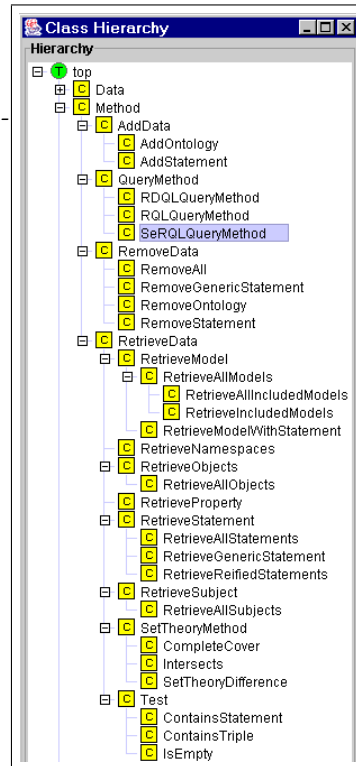 Class Hierarchy
Hierarchy
T top
C Data
C Method
C AddData
C AddOntology
C AddStatement
C QueryMethod
C RDQLQueryMethod
C RQLQueryMethod
C SeRQLQueryMethod
C RemoveData
C RemoveAll
C RemoveGenericStatement
C RemoveOntology
C RemoveStatement
C RetrieveData
C RetrieveModel
C RetrieveAllModels
C RetrieveAllIncludedModels
C RetrieveIncludedModels
C RetrieveModelWithStatement
C RetrieveNamespaces
C RetrieveObjects
C RetrieveAllObjects
C RetrieveProperty
C RetrieveStatement
C RetrieveAllStatements
C RetrieveGenericStatement
C RetrieveReifiedStatements
C RetrieveSubject
C RetrieveAllSubjects
C SetTheoryMethod
C CompleteCover
C Intersects
C SetTheoryDifference
C Test
C ContainsStatement
C ContainsTriple
C IsEmpty